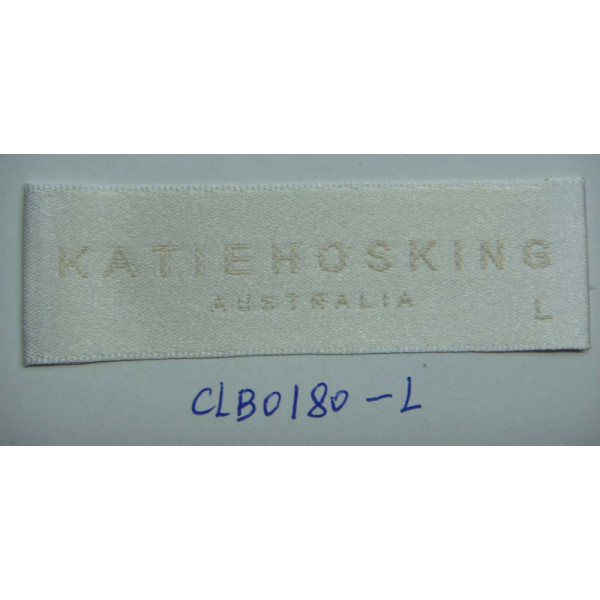 KATIEHOSKING
AUSTRALIA
L
CLB0180-L